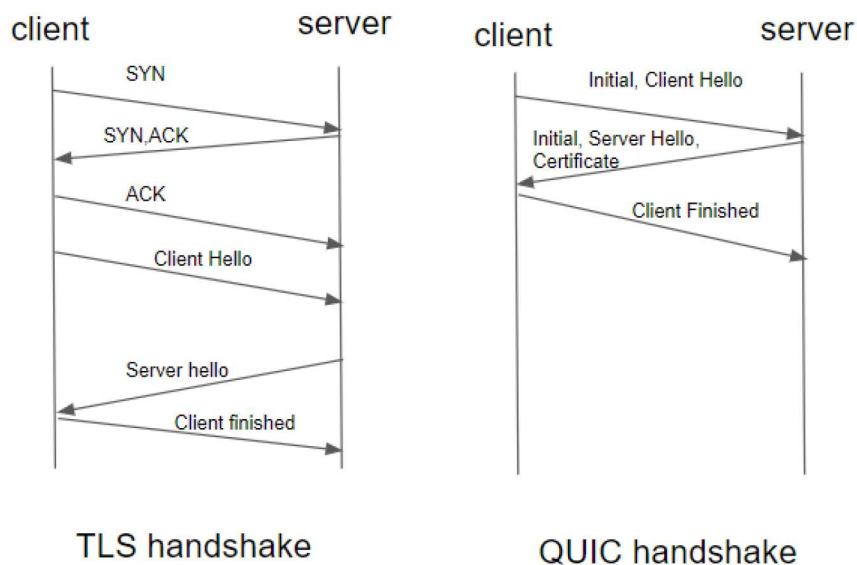 client
server
SYN
SYN,ACK
ACK
Client Hello
Server hello
Client finished
TLS handshake
client
server
Initial, Client Hello
Initial, Server Hello,
Certificate
Client Finished
QUIC handshake